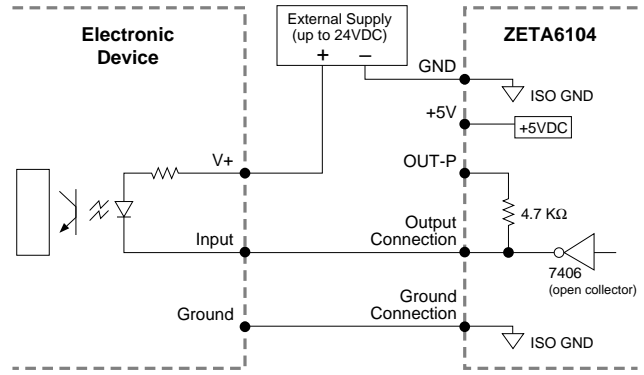 Electronic
Device
External Supply
(up to 24VDC)
+ –
ZETA6104
GND
ISO GND
+5V
+5VDC
V+
OUT-P
4.7 KΩ
Input
Output
Connection
7406
(open collector)
Ground
Ground
Connection
ISO GND